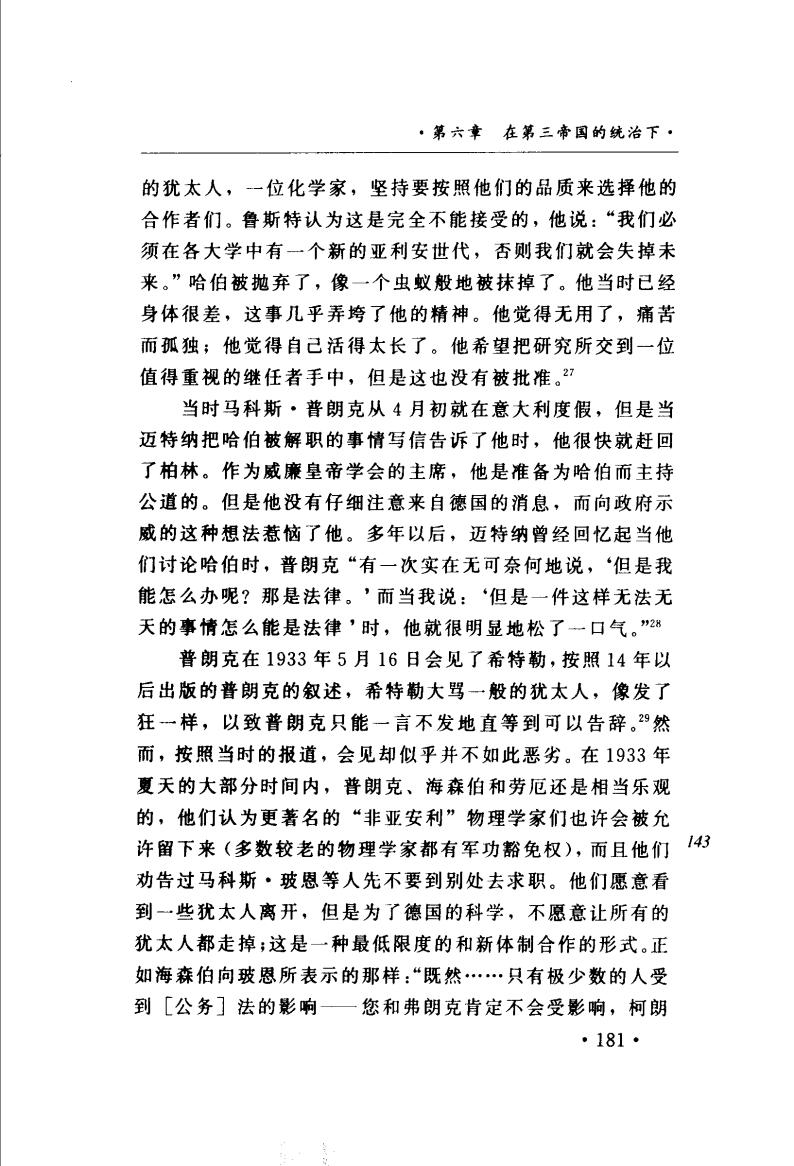 ·第六章 在第三帝国的统治下·
的犹太人，一位化学家，坚持要按照他们的品质来选择他的
合作者们。鲁斯特认为这是完全不能接受的，他说：“我们必
须在各大学中有一个新的亚利安世代，否则我们就会失掉未
来。”哈伯被抛弃了，像一个虫蚁般地被抹掉了。他当时已经
身体很差，这事几乎弄垮了他的精神。他觉得无用了，痛苦
而孤独；他觉得自己活得太长了。他希望把研究所交到一位
值得重视的继任者手中，但是这也没有被批准。27
当时马科斯·普朗克从 4 月初就在意大利度假，但是当
迈特纳把哈伯被解职的事情写信告诉了他时，他很快就赶回
了柏林。作为威廉皇帝学会的主席，他是准备为哈伯而主持
公道的。但是他没有仔细注意来自德国的消息，而向政府示
威的这种想法惹恼了他。多年以后，迈特纳曾经回忆起当他
们讨论哈伯时，普朗克“有一次实在无可奈何地说，‘但是我
能怎么办呢？那是法律。’而当我说：‘但是一件这样无法无
天的事情怎么能是法律’时，他就很明显地松了一口气。”28
普朗克在 1933 年 5 月 16 日会见了希特勒，按照 14 年以
后出版的普朗克的叙述，希特勒大骂一般的犹太人，像发了
狂一样，以致普朗克只能一言不发地直等到可以告辞。29然
而，按照当时的报道，会见却似乎并不如此恶劣。在 1933 年
夏天的大部分时间内，普朗克、海森伯和劳厄还是相当乐观
的，他们认为更著名的“非亚安利”物理学家们也许会被允
许留下来（多数较老的物理学家都有军功豁免权），而且他们
143
劝告过马科斯·玻恩等人先不要到别处去求职。他们愿意看
到一些犹太人离开，但是为了德国的科学，不愿意让所有的
犹太人都走掉；这是一种最低限度的和新体制合作的形式。正
如海森伯向玻恩所表示的那样：“既然……只有极少数的人受
到［公务］法的影响——您和弗朗克肯定不会受影响，柯朗
·181·